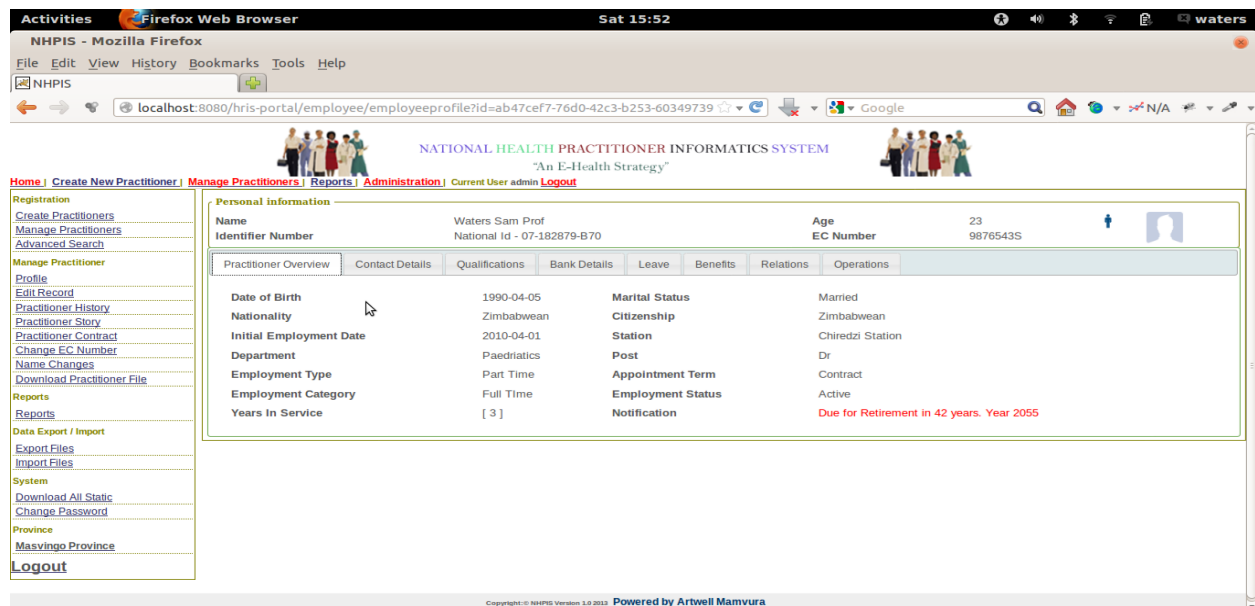 Activities Firefox Web Browser Sat 15:52 waters
NHPIS - Mozilla Firefox
File Edit View History Bookmarks Tools Help
NHPIS
localhost:8080/hris-portal/employee/employeeprofile?id=ab47cef7-76d0-42c3-b253-60349739 Google N/A
NATIONAL HEALTH PRACTITIONER INFORMATICS SYSTEM
"An E-Health Strategy"
Home | Create New Practitioner | Manage Practitioners | Reports | Administration | Current User admin Logout
Registration
Create Practitioners
Manage Practitioners
Advanced Search
Manage Practitioner
Profile
Edit Record
Practitioner History
Practitioner Story
Practitioner Contract
Change EC Number
Name Changes
Download Practitioner File
Reports
Reports
Data Export / Import
Export Files
Import Files
System
Download All Static
Change Password
Province
Masvingo Province
Logout
Personal information
Name Waters Sam Prof Age 23
Identifier Number National Id - 07-182879-B70 EC Number 9876543S
Practitioner Overview Contact Details Qualifications Bank Details Leave Benefits Relations Operations
Date of Birth 1990-04-05 Marital Status Married
Nationality Zimbabwean Citizenship Zimbabwean
Initial Employment Date 2010-04-01 Station Chiredzi Station
Department Paedriatics Post Dr
Employment Type Part Time Appointment Term Contract
Employment Category Full TIme Employment Status Active
Years In Service [ 3 ] Notification Due for Retirement in 42 years. Year 2055
Copyright:© NHPIS Version 1.0 2013 Powered by Artwell Mamvura